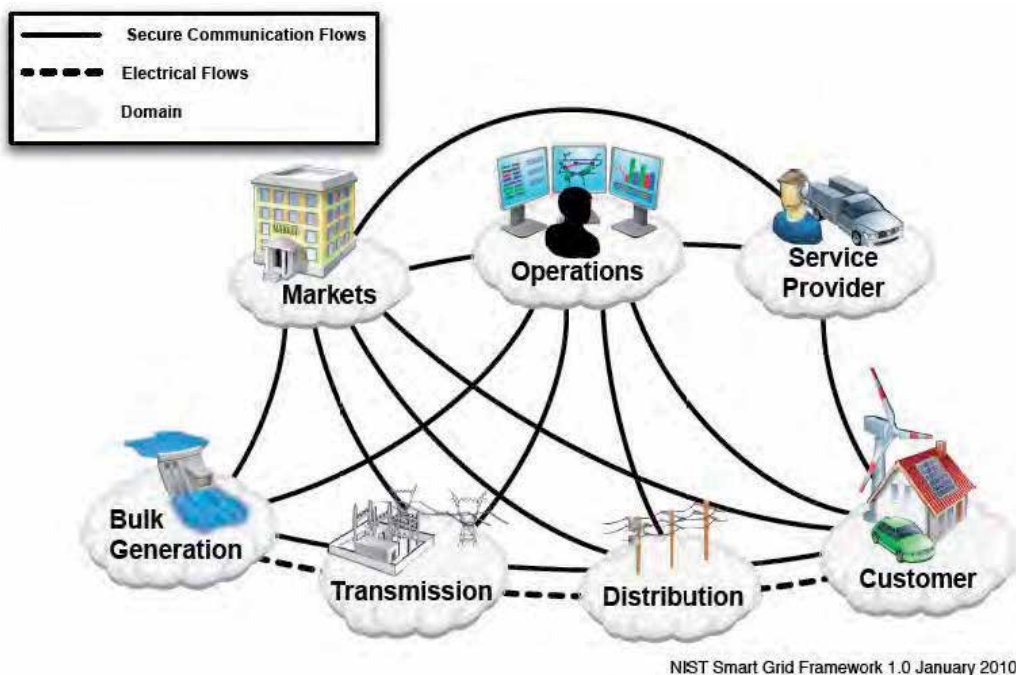 Secure Communication Flows
Electrical Flows
Domain
Markets
Operations
Service
Provider
Bulk
Generation
Transmission
Distribution
Customer
NIST Smart Grid Framework 1.0 January 2010